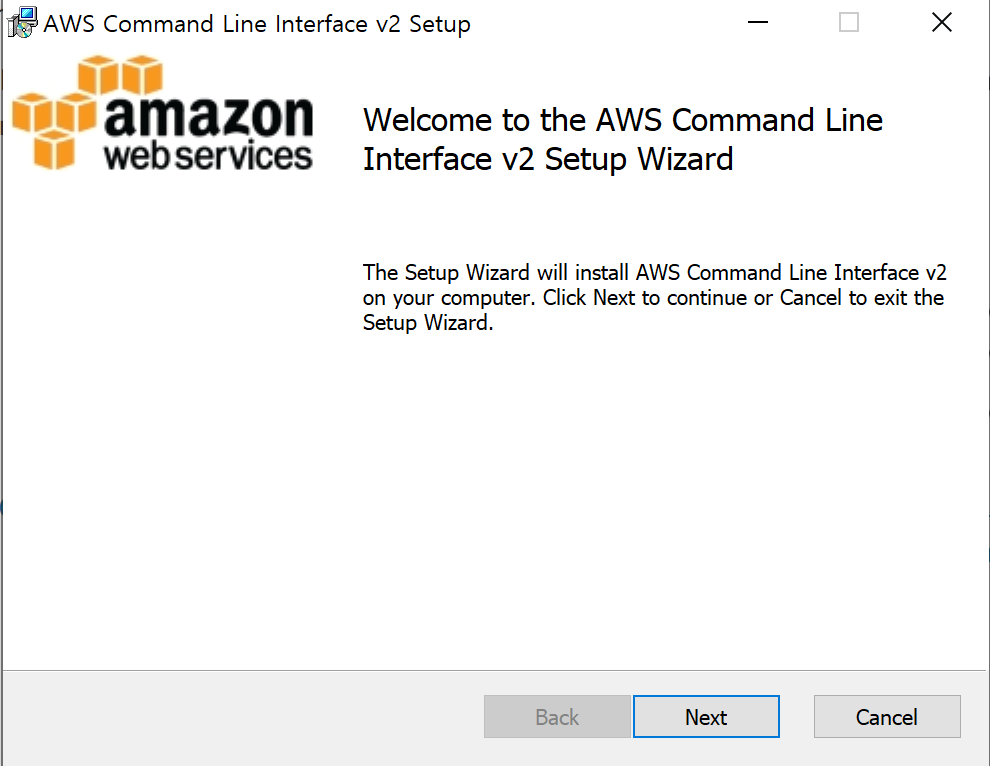 AWS Command Line Interface v2 Setup
amazon
web services
Welcome to the AWS Command Line
Interface v2 Setup Wizard
The Setup Wizard will install AWS Command Line Interface v2
on your computer. Click Next to continue or Cancel to exit the
Setup Wizard.
Back
Next
Cancel